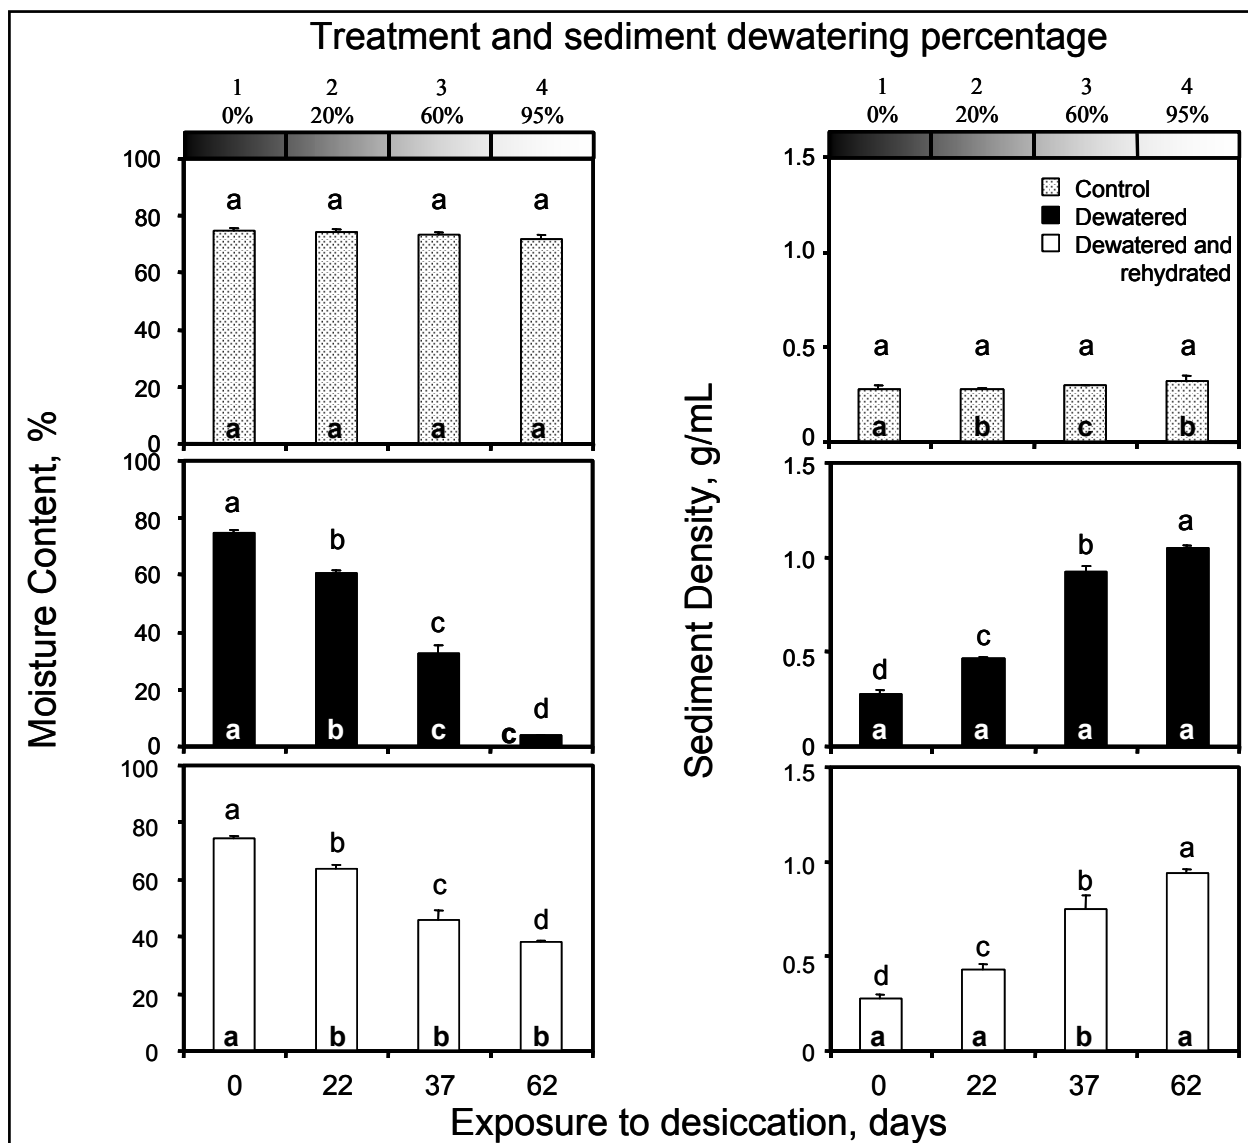 Treatment and sediment dewatering percentage
1 2 3 4
0% 20% 60% 95%
1 2 3 4
0% 20% 60% 95%
Moisture Content, %
100
80
60
40
20
0
a a a a
a a a a
100
80
60
40
20
0
a b c d
a b c c
100
80
60
40
20
0
a b c d
a b b b
0 22 37 62
Sediment Density, g/mL
1.5
1.0
0.5
0
Control
Dewatered
Dewatered and
rehydrated
a a a a
a b c b
1.5
1.0
0.5
0
d c b a
a a a a
1.5
1.0
0.5
0
d c b a
a a b a
0 22 37 62
Exposure to desiccation, days